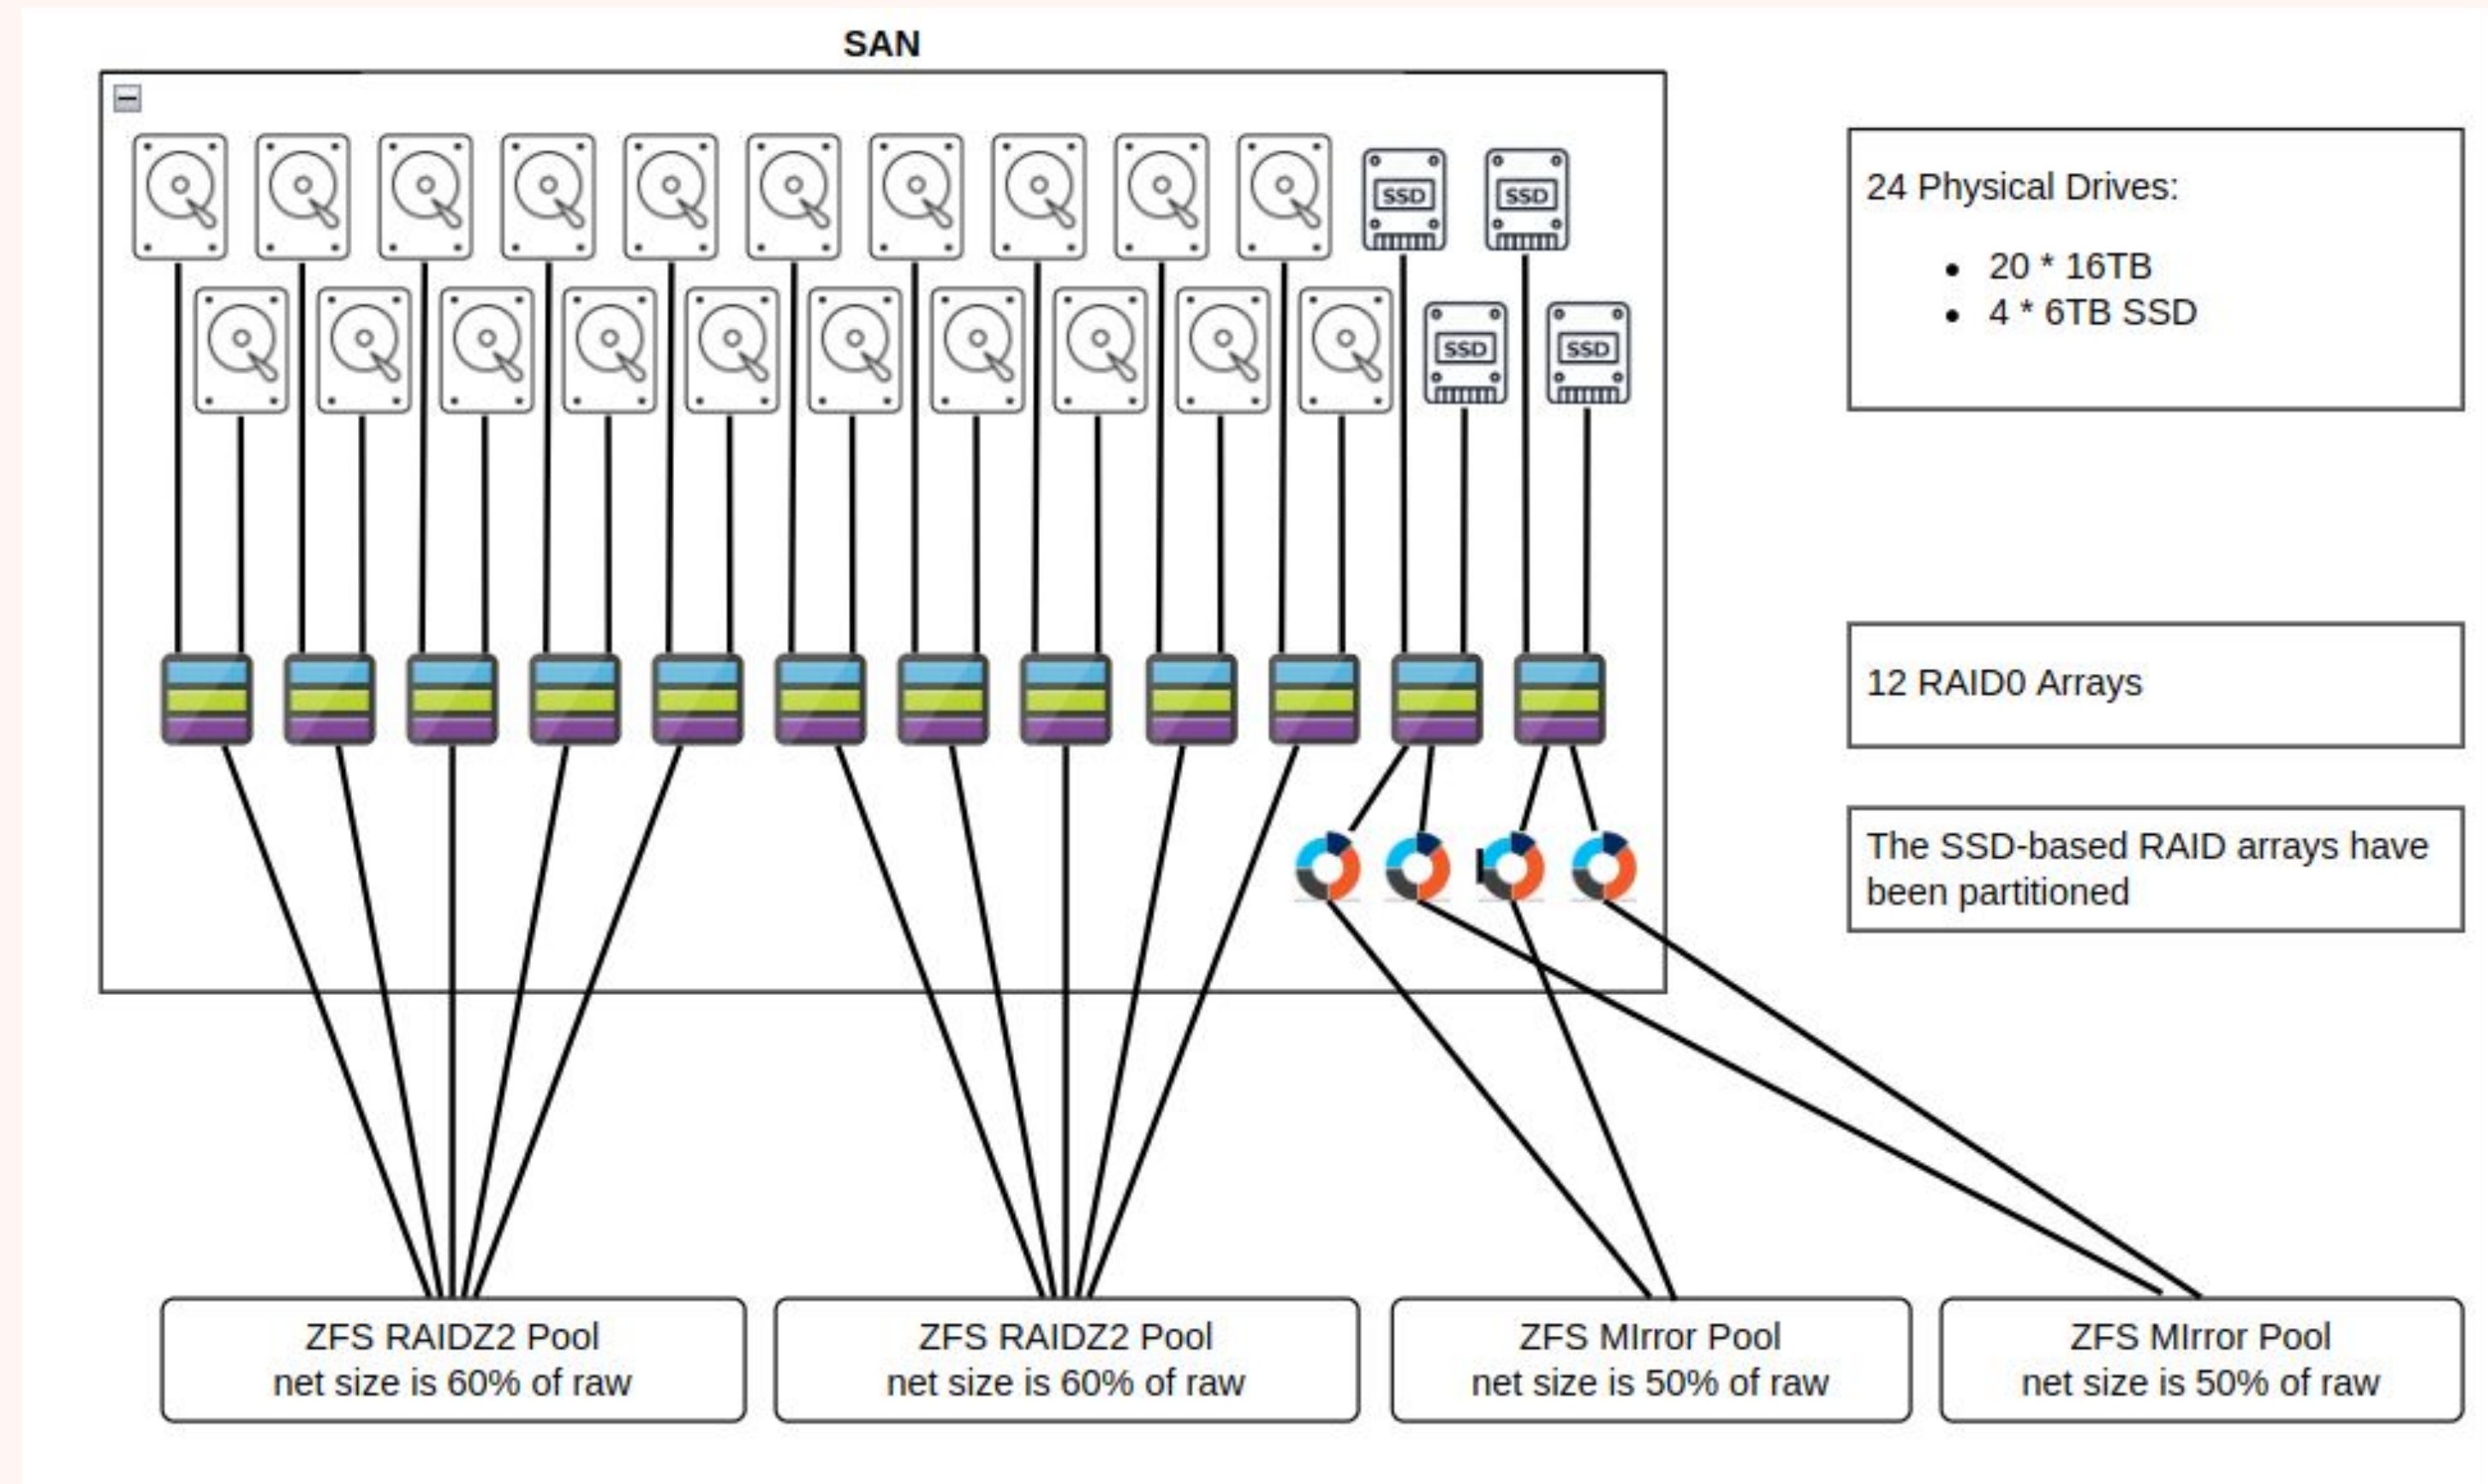 SAN
SSD
SSD
SSD
SSD
24 Physical Drives:
• 20 * 16TB
• 4 * 6TB SSD
12 RAID0 Arrays
The SSD-based RAID arrays have
been partitioned
ZFS RAIDZ2 Pool
net size is 60% of raw
ZFS RAIDZ2 Pool
net size is 60% of raw
ZFS MIrror Pool
net size is 50% of raw
ZFS MIrror Pool
net size is 50% of raw